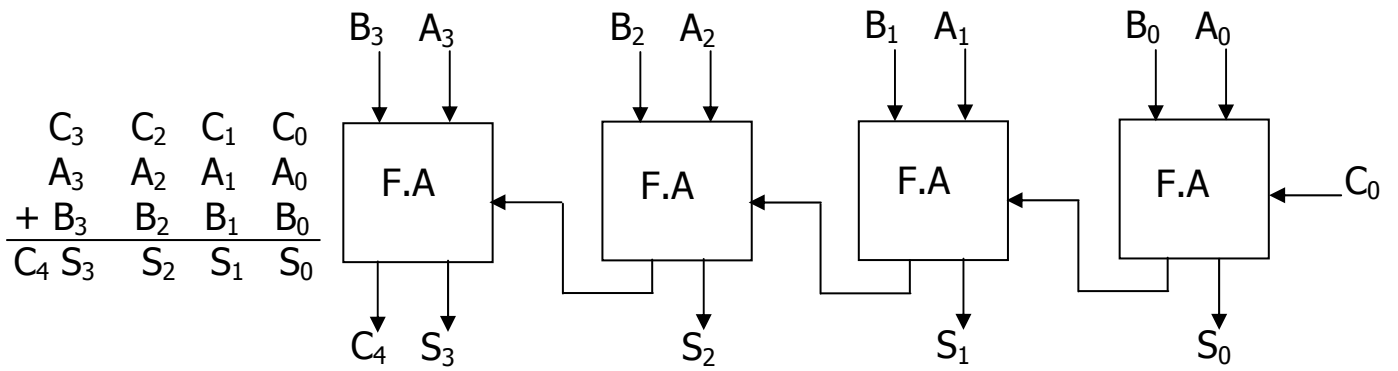 B₃ A₃ B₂ A₂ B₁ A₁ B₀ A₀
C₃ C₂ C₁ C₀
A₃ A₂ A₁ A₀
+ B₃ B₂ B₁ B₀
C₄ S₃ S₂ S₁ S₀
F.A F.A F.A F.A C₀
C₄ S₃ S₂ S₁ S₀